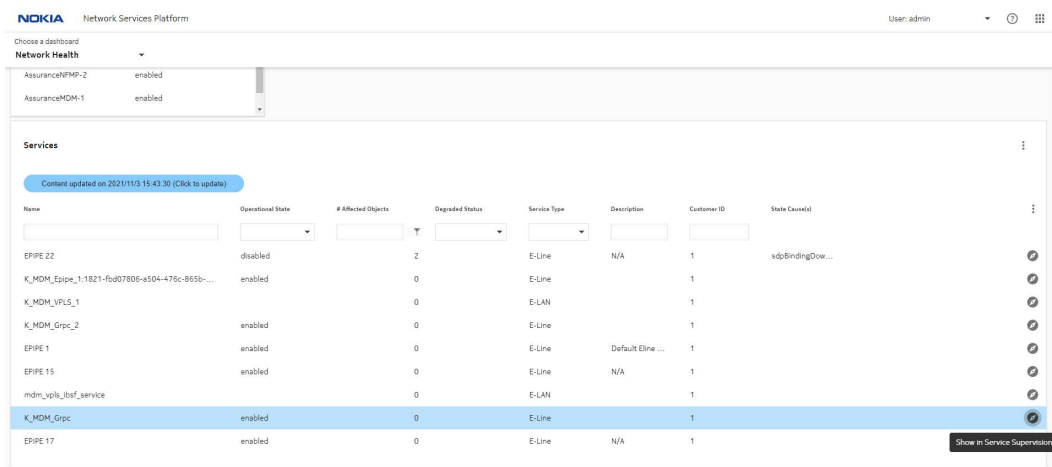 NOKIA Network Services Platform User: admin
Choose a dashboard
Network Health
AssuranceNFMP-2 enabled
AssuranceMDM-1 enabled
Services
Content updated on 2021/11/3 15:43:30 (Click to update)
Name Operational State # Affected Objects Degraded Status Service Type Description Customer ID State Cause(s)
EPIPE 22 disabled 2 E-Line N/A 1 sdpBindingDow...
K_MDM_Epipe_1:1821-fbd07806-a504-476c-865b-... enabled 0 E-Line 1
K_MDM_VPLS_1 0 E-LAN 1
K_MDM_Grpc_2 enabled 0 E-Line 1
EPIPE 1 enabled 0 E-Line Default Eline ... 1
EPIPE 15 enabled 0 E-Line N/A 1
mdm_vpls_ibsf_service 0 E-LAN 1
K_MDM_Grpc enabled 0 E-Line 1
EPIPE 17 enabled 0 E-Line N/A 1
Show in Service Supervision